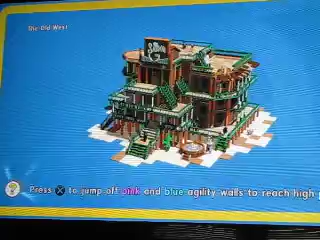 The Old West
Press X to jump off pink and blue agility walls to reach high